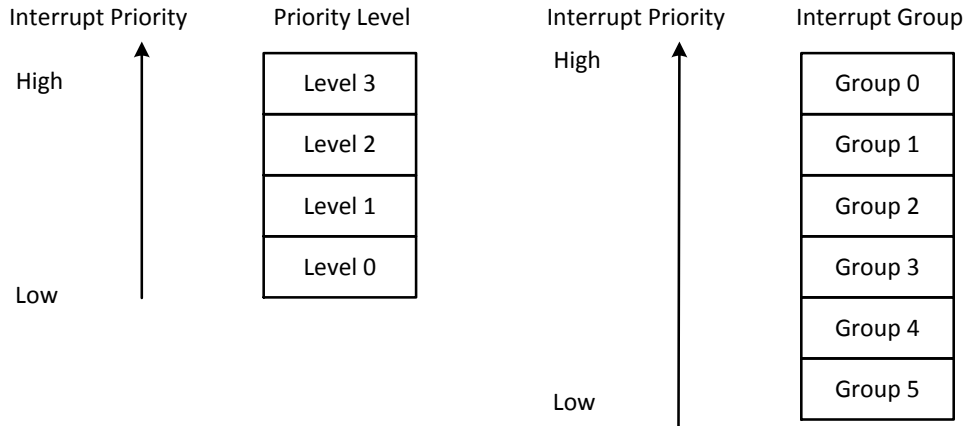 Interrupt Priority
Priority Level
High
Level 3
Level 2
Level 1
Level 0
Low
Interrupt Priority
Interrupt Group
High
Group 0
Group 1
Group 2
Group 3
Group 4
Group 5
Low